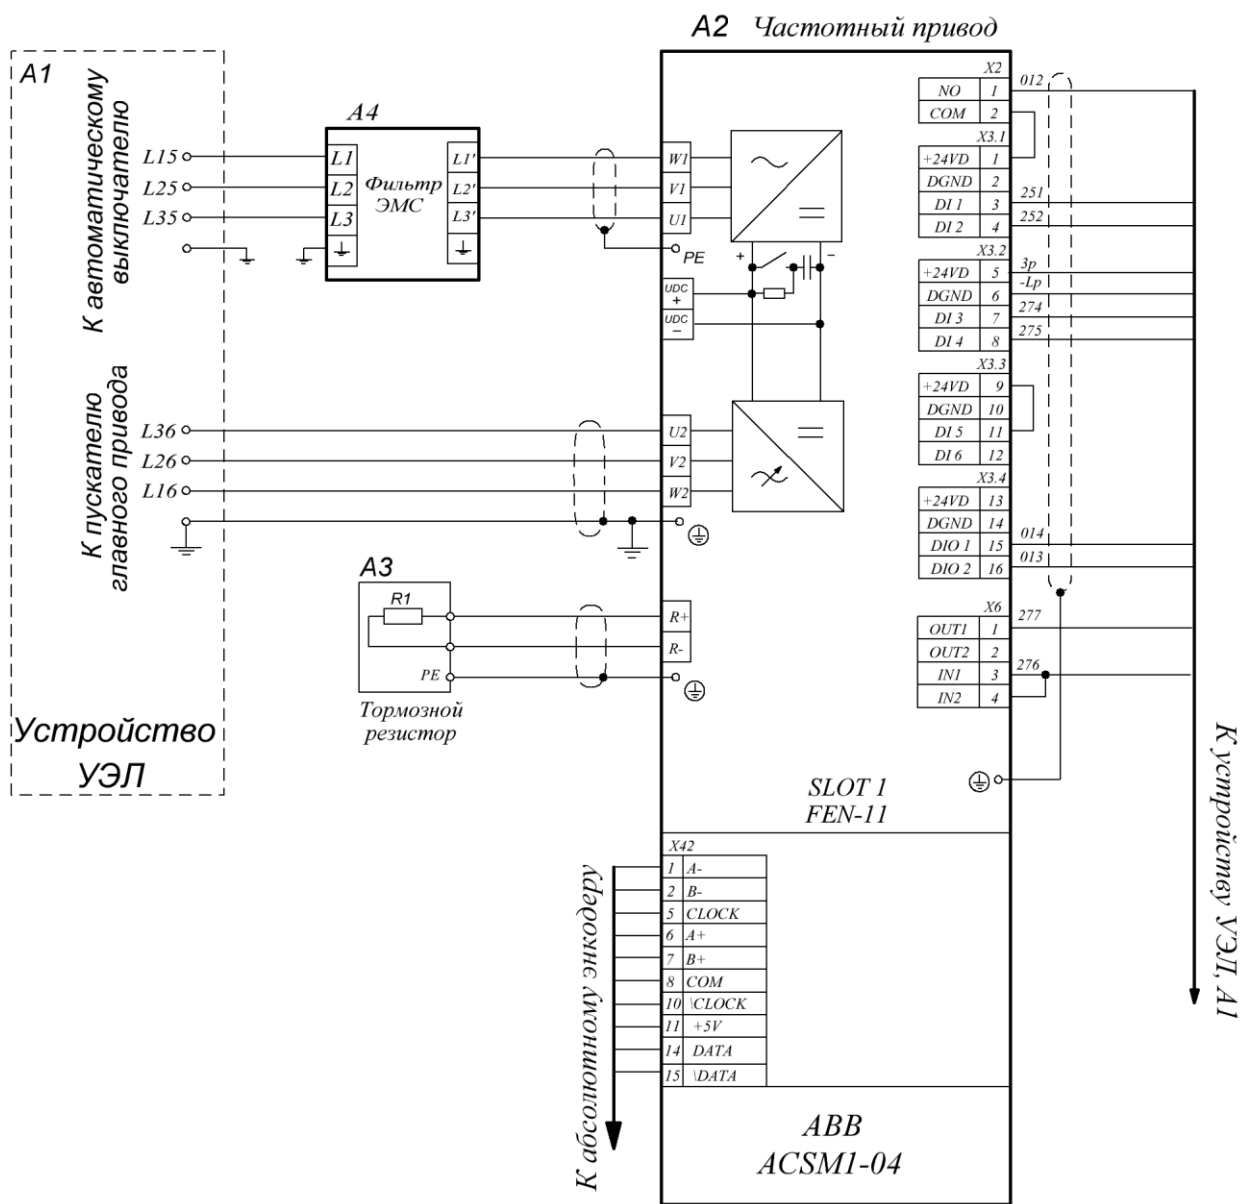 A2 Частотный привод
A1
К автоматическому
выключателю
L15
L25
L35
A4
L1
L2
L3
Фильтр
ЭМС
L1'
L2'
L3'
W1
V1
U1
PE
+
−
UDC
+
UDC
−
К пускателю
главного привода
L36
L26
L16
U2
V2
W2
A3
R1
PE
Тормозной
резистор
R+
R-
Устройство
УЭЛ
X2
NO 1 012
COM 2
X3.1
+24VD 1
DGND 2
DI 1 3 251
DI 2 4 252
X3.2
+24VD 5 3p
DGND 6 -Lp
DI 3 7 274
DI 4 8 275
X3.3
+24VD 9
DGND 10
DI 5 11
DI 6 12
X3.4
+24VD 13
DGND 14
DIO 1 15 014
DIO 2 16 013
X6
OUT1 1 277
OUT2 2
IN1 3 276
IN2 4
К устройству УЭЛ, А1
SLOT 1
FEN-11
К абсолютному энкодеру
X42
1 A-
2 B-
5 CLOCK
6 A+
7 B+
8 COM
10 \CLOCK
11 +5V
14 DATA
15 \DATA
ABB
ACSM1-04